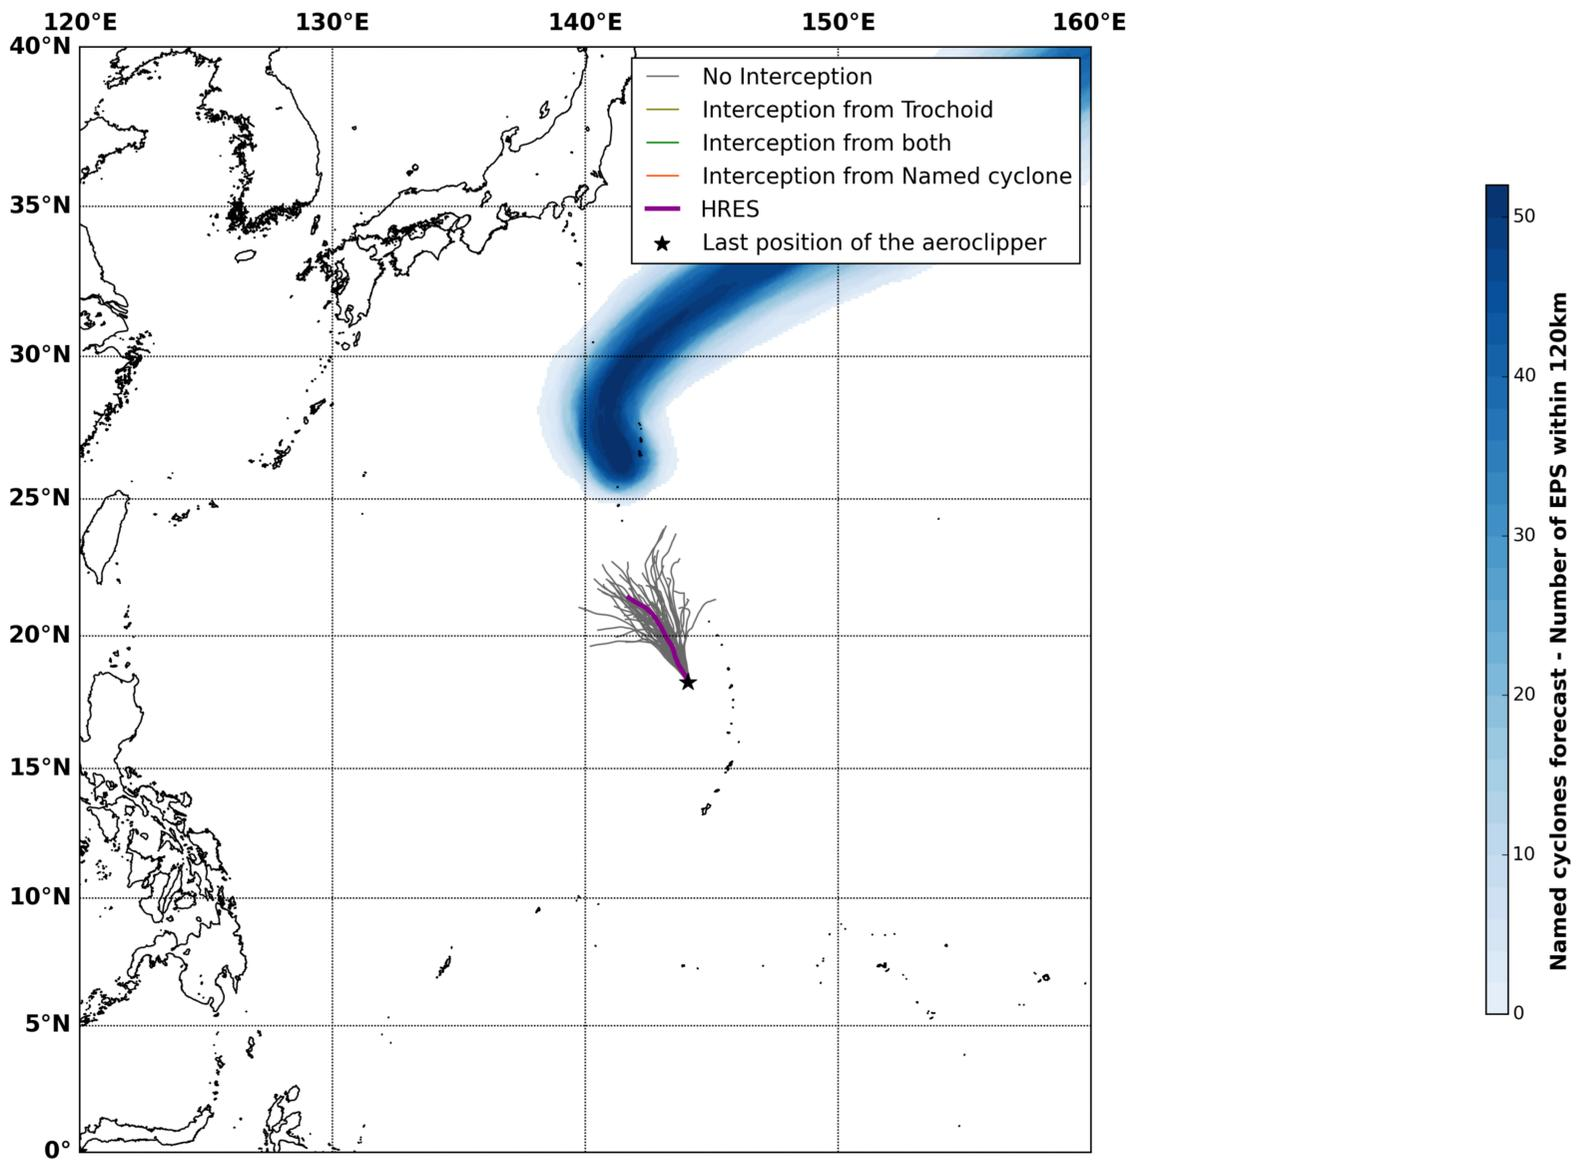 120°E 130°E 140°E 150°E 160°E
40°N
35°N
30°N
25°N
20°N
15°N
10°N
5°N
0°
No Interception
Interception from Trochoid
Interception from both
Interception from Named cyclone
HRES
Last position of the aeroclipper
50
40
30
20
10
0
Named cyclones forecast - Number of EPS within 120km